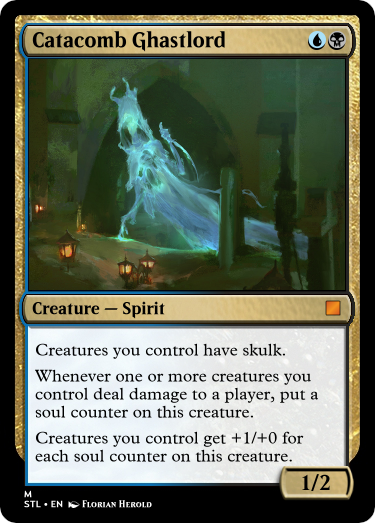 Catacomb Ghastlord
Creature — Spirit
Creatures you control have skulk.
Whenever one or more creatures you
control deal damage to a player, put a
soul counter on this creature.
Creatures you control get +1/+0 for
each soul counter on this creature.
1/2
M
STL • EN Florian Herold